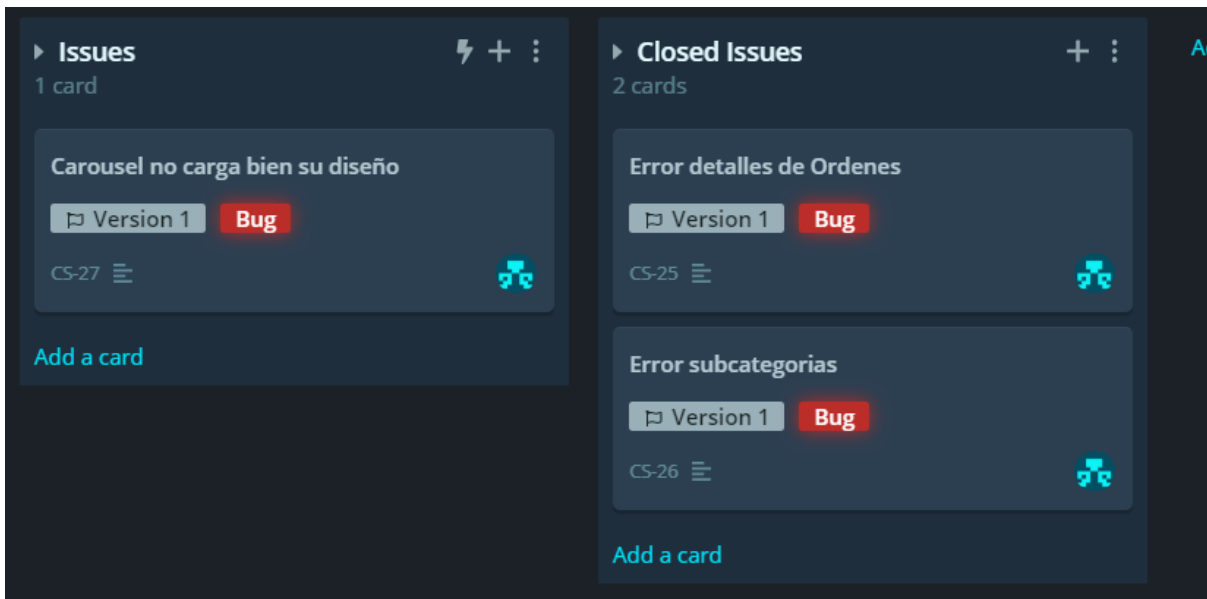 Issues
1 card
Carousel no carga bien su diseño
Version 1 Bug
CS-27
Add a card
Closed Issues
2 cards
Error detalles de Ordenes
Version 1 Bug
CS-25
Error subcategorias
Version 1 Bug
CS-26
Add a card